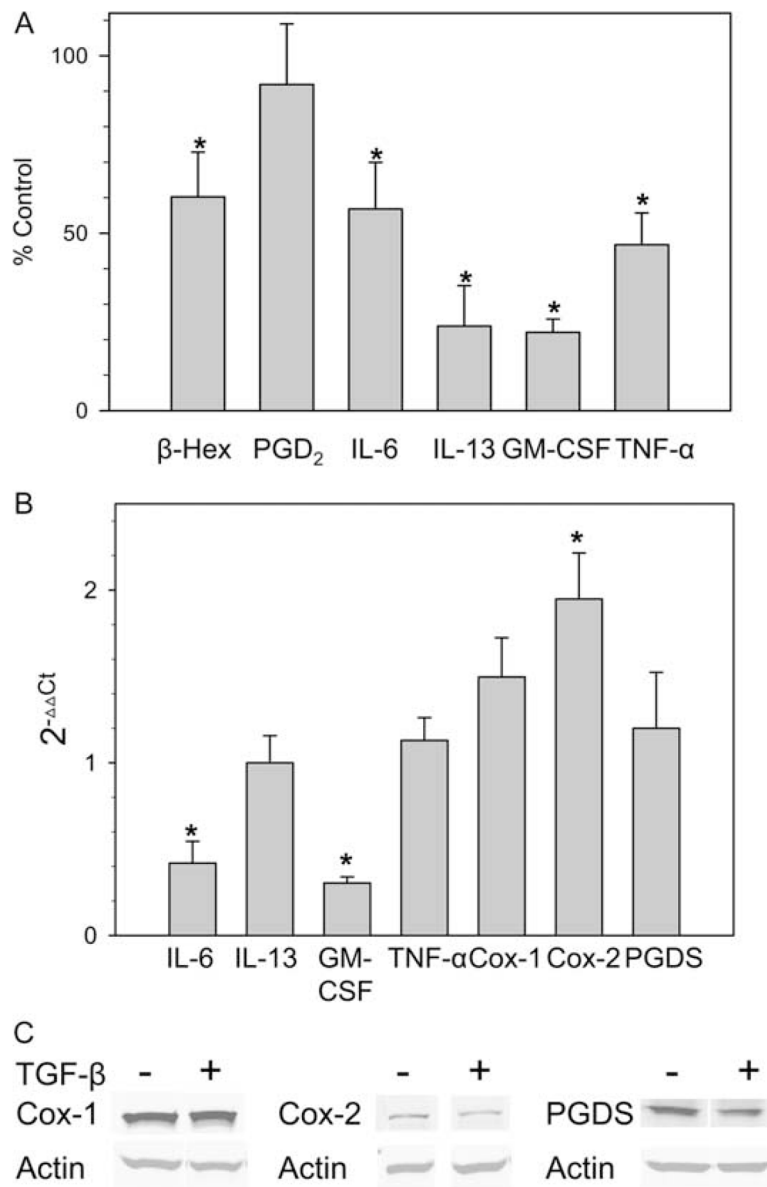 A
100
50
0
% Control
* * * * *
β-Hex PGD₂ IL-6 IL-13 GM-CSF TNF-α
B
2
1
0
2^-ΔΔCt
* * *
IL-6 IL-13 GM-CSF TNF-α Cox-1 Cox-2 PGDS
C
TGF-β - + - + - +
Cox-1 Cox-2 PGDS
Actin Actin Actin